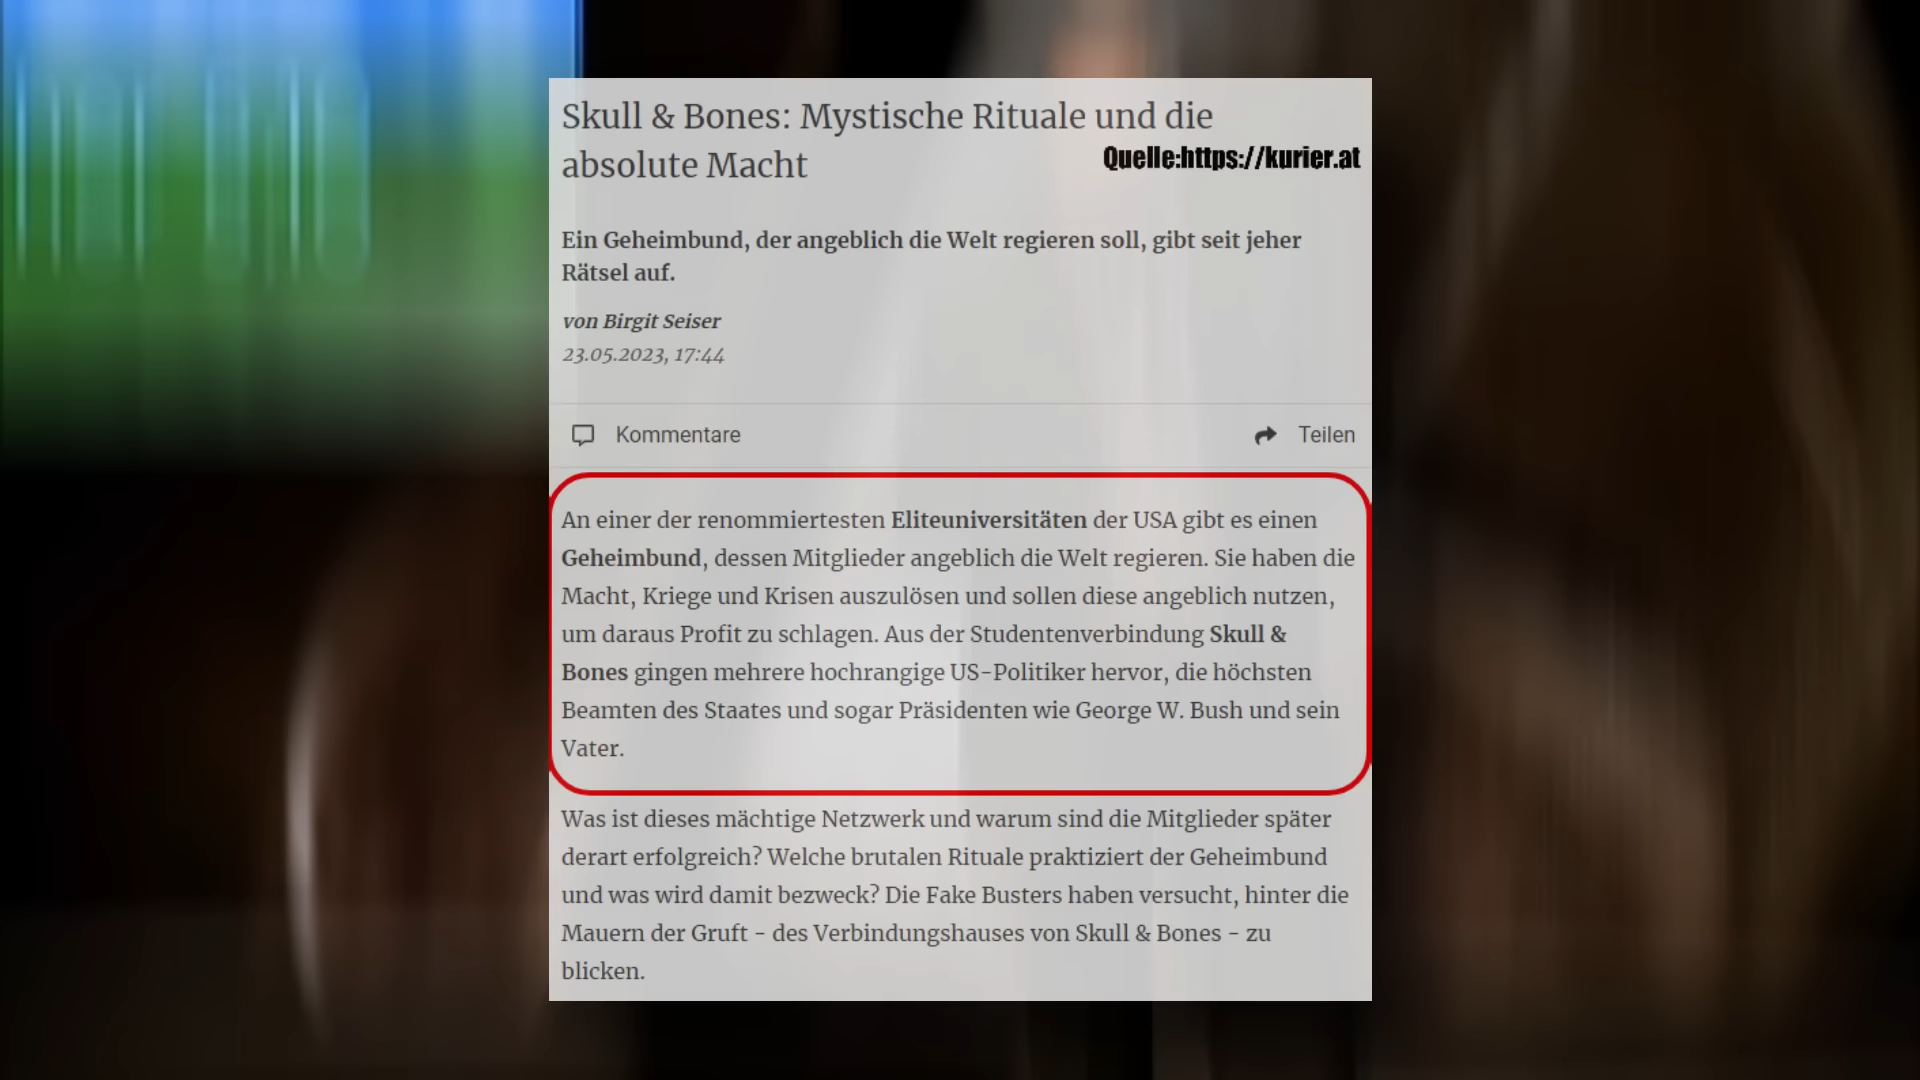 Skull & Bones: Mystische Rituale und die
absolute Macht
Quelle:https://kurier.at
Ein Geheimbund, der angeblich die Welt regieren soll, gibt seit jeher
Rätsel auf.
von Birgit Seiser
23.05.2023, 17:44
Kommentare
Teilen
An einer der renommiertesten Eliteuniversitäten der USA gibt es einen
Geheimbund, dessen Mitglieder angeblich die Welt regieren. Sie haben die
Macht, Kriege und Krisen auszulösen und sollen diese angeblich nutzen,
um daraus Profit zu schlagen. Aus der Studentenverbindung Skull &
Bones gingen mehrere hochrangige US-Politiker hervor, die höchsten
Beamten des Staates und sogar Präsidenten wie George W. Bush und sein
Vater.
Was ist dieses mächtige Netzwerk und warum sind die Mitglieder später
derart erfolgreich? Welche brutalen Rituale praktiziert der Geheimbund
und was wird damit bezweck? Die Fake Busters haben versucht, hinter die
Mauern der Gruft - des Verbindungshauses von Skull & Bones - zu
blicken.